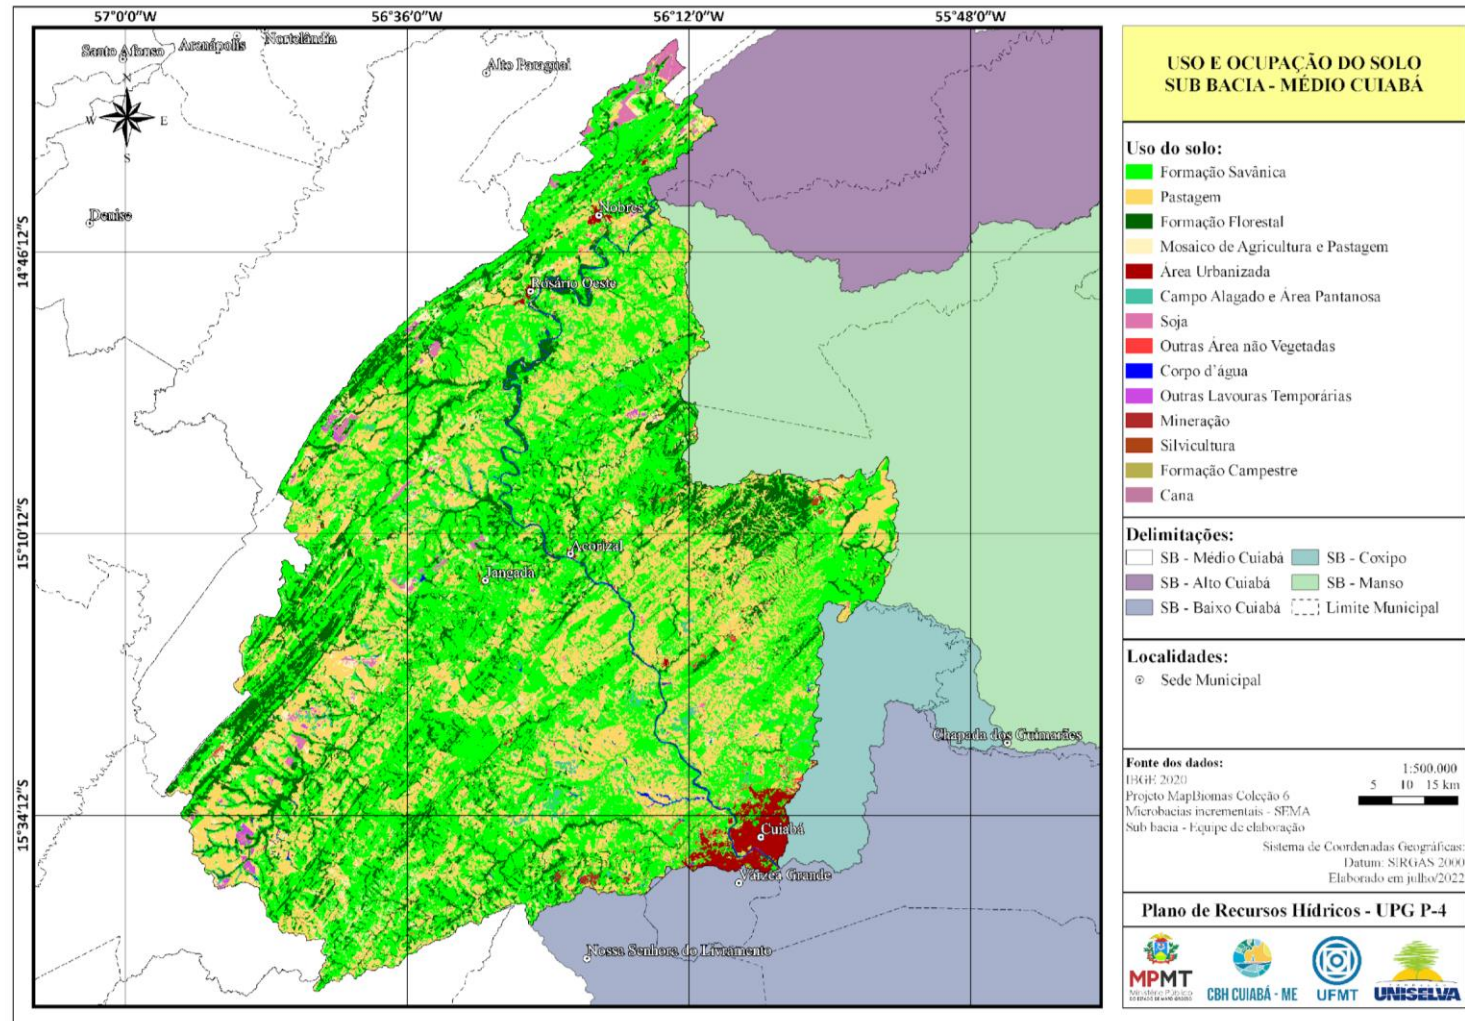 57°0'0"W
56°36'0"W
56°12'0"W
55°48'0"W
Santo Afonso
Arenápolis
Nortelândia
Alto Paraguai
N
W
E
S
Denise
Nobres
14°46'12"S
Rosário Oeste
15°10'12"S
Acorizal
Jangada
Chapada dos Guimarães
15°34'12"S
Cuiabá
Várzea Grande
Nossa Senhora do Livramento
USO E OCUPAÇÃO DO SOLO
SUB BACIA - MÉDIO CUIABÁ
Uso do solo:
Formação Savânica
Pastagem
Formação Florestal
Mosaico de Agricultura e Pastagem
Área Urbanizada
Campo Alagado e Área Pantanosa
Soja
Outras Área não Vegetadas
Corpo d'água
Outras Lavouras Temporárias
Mineração
Silvicultura
Formação Campestre
Cana
Delimitações:
SB - Médio Cuiabá
SB - Coxipo
SB - Alto Cuiabá
SB - Manso
SB - Baixo Cuiabá
Limite Municipal
Localidades:
Sede Municipal
Fonte dos dados:
IBGE 2020
Projeto MapBiomas Coleção 6
Microbacias incrementais - SEMA
Sub bacia - Equipe de elaboração
1:500.000
5 10 15 km
Sistema de Coordenadas Geográficas:
Datum: SIRGAS 2000
Elaborado em julho/2022
Plano de Recursos Hídricos - UPG P-4
MPMT
Ministério Público
DO ESTADO DE MATO GROSSO
CBH CUIABÁ - ME
UFMT
UNISELVA